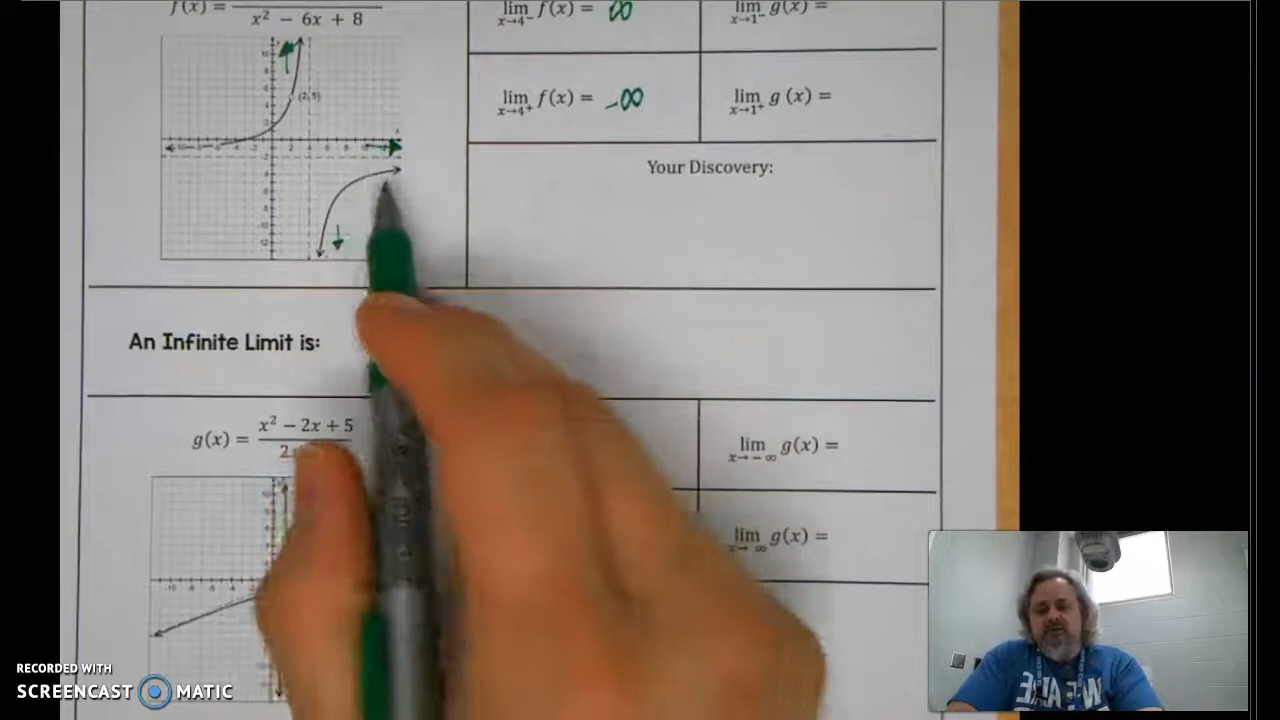 f(x) =
x² − 6x + 8
lim f(x) = ∞
x→4⁻
lim g(x) =
x→1⁻
(2, 5)
lim f(x) = -∞
x→4⁺
lim g (x) =
x→1⁺
Your Discovery:
An Infinite Limit is:
g(x) =
x² − 2x + 5
2
lim g(x) =
x→−∞
lim g(x) =
x→ ∞
RECORDED WITH
SCREENCAST MATIC